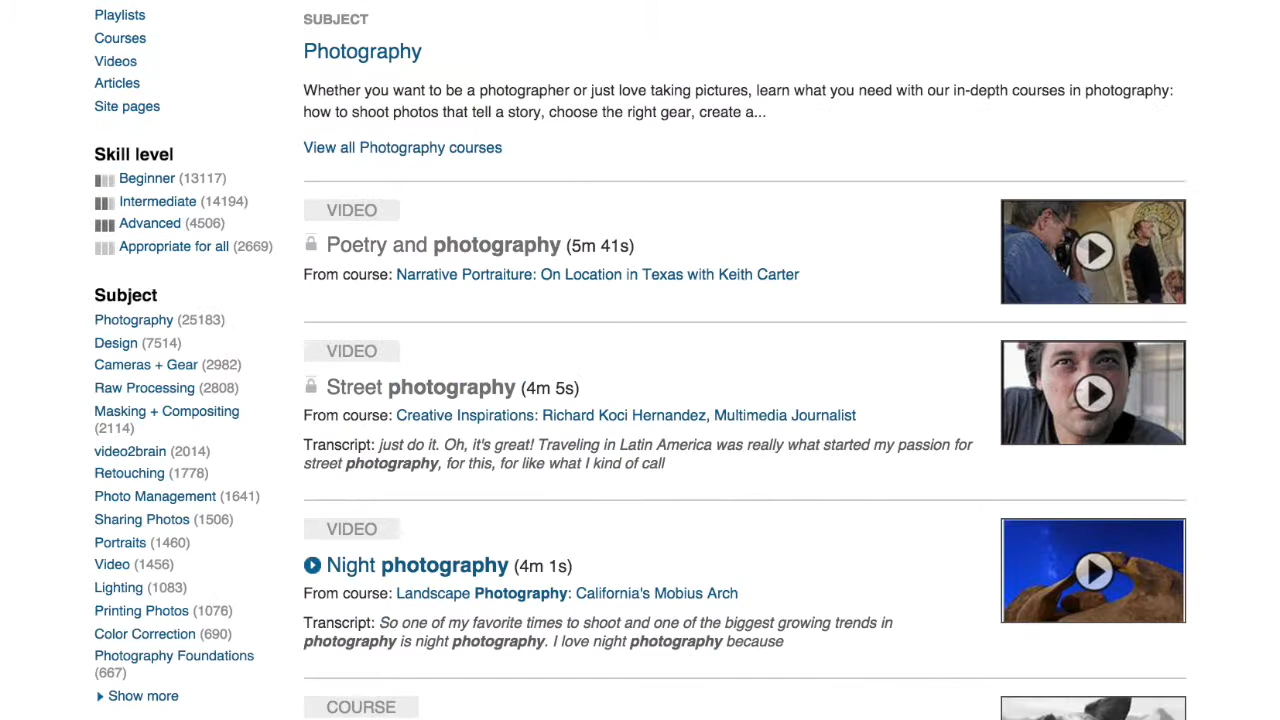 Playlists
Courses
Videos
Articles
Site pages
Skill level
Beginner (13117)
Intermediate (14194)
Advanced (4506)
Appropriate for all (2669)
Subject
Photography (25183)
Design (7514)
Cameras + Gear (2982)
Raw Processing (2808)
Masking + Compositing
(2114)
video2brain (2014)
Retouching (1778)
Photo Management (1641)
Sharing Photos (1506)
Portraits (1460)
Video (1456)
Lighting (1083)
Printing Photos (1076)
Color Correction (690)
Photography Foundations
(667)
Show more
SUBJECT
Photography
Whether you want to be a photographer or just love taking pictures, learn what you need with our in-depth courses in photography:
how to shoot photos that tell a story, choose the right gear, create a...
View all Photography courses
VIDEO
Poetry and photography (5m 41s)
From course: Narrative Portraiture: On Location in Texas with Keith Carter
VIDEO
Street photography (4m 5s)
From course: Creative Inspirations: Richard Koci Hernandez, Multimedia Journalist
Transcript: just do it. Oh, it's great! Traveling in Latin America was really what started my passion for
street photography, for this, for like what I kind of call
VIDEO
Night photography (4m 1s)
From course: Landscape Photography: California's Mobius Arch
Transcript: So one of my favorite times to shoot and one of the biggest growing trends in
photography is night photography. I love night photography because
COURSE